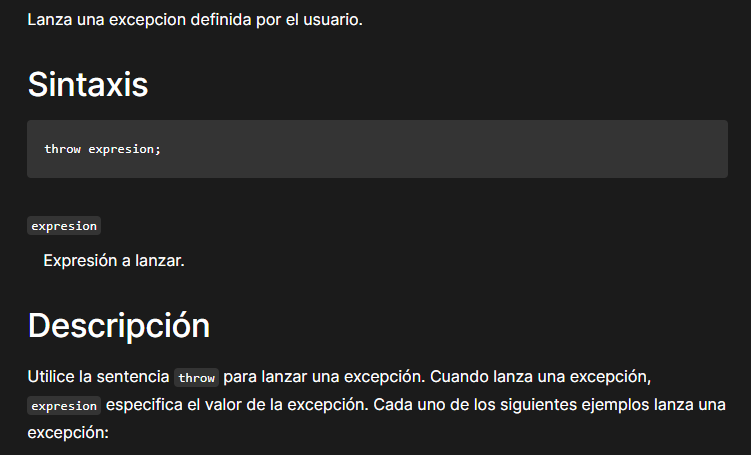 Lanza una excepcion definida por el usuario.
Sintaxis
throw expresion;
expresion
Expresión a lanzar.
Descripción
Utilice la sentencia throw para lanzar una excepción. Cuando lanza una excepción,
expresion especifica el valor de la excepción. Cada uno de los siguientes ejemplos lanza una
excepción: